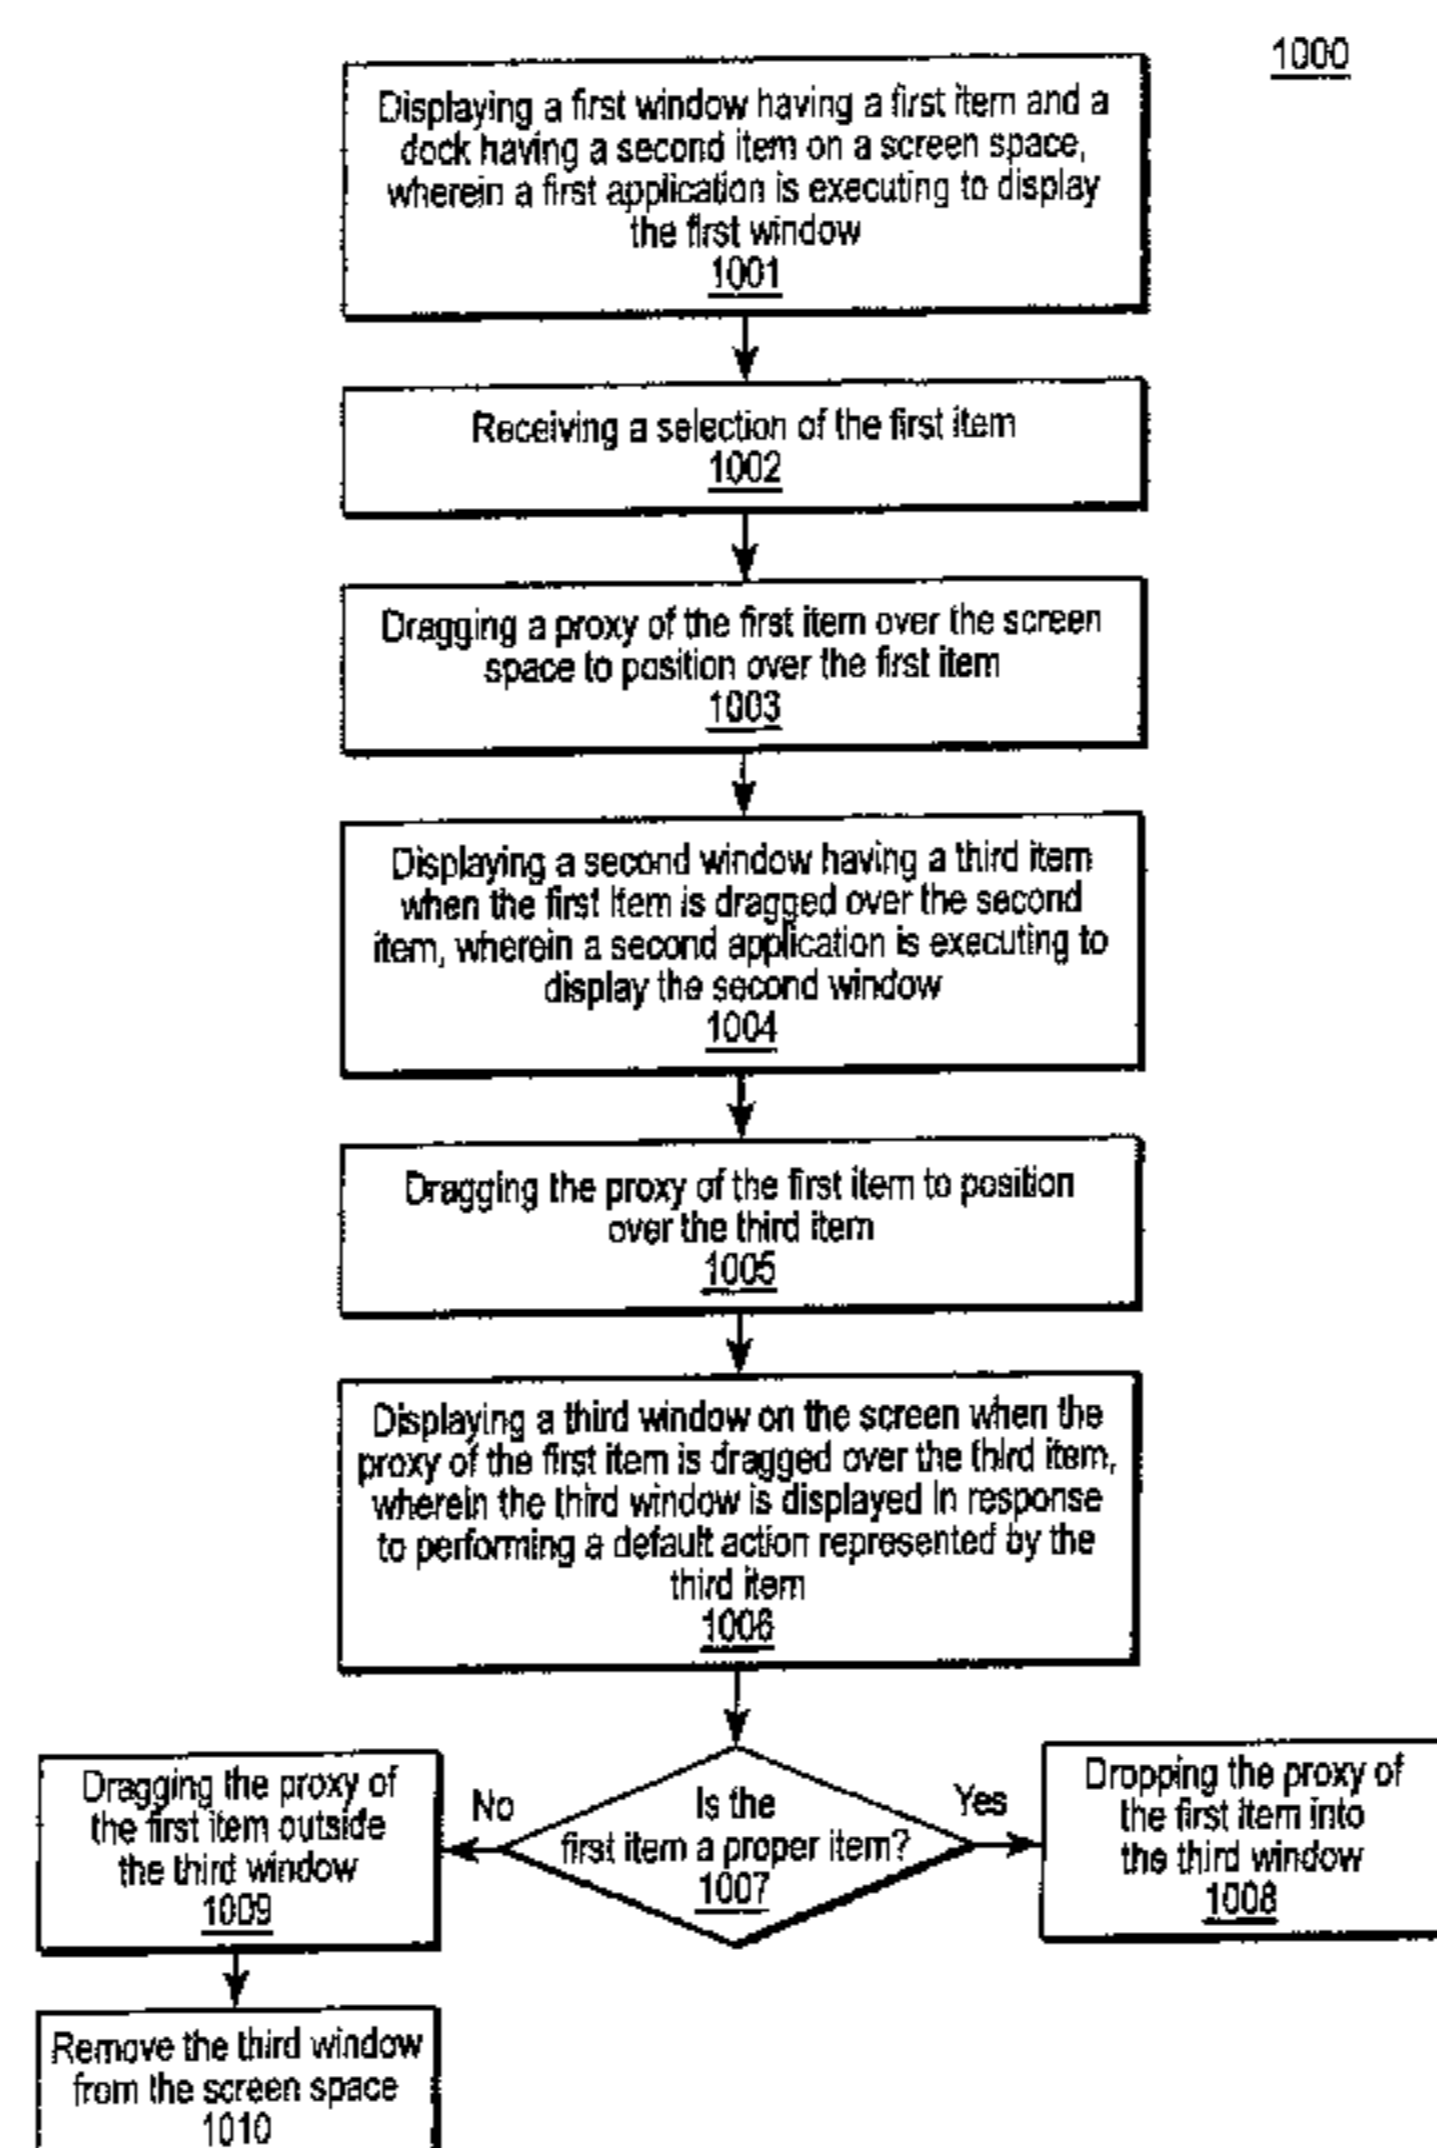 1000
Displaying a first window having a first item and a
dock having a second item on a screen space,
wherein a first application is executing to display
the first window
1001
Receiving a selection of the first item
1002
Dragging a proxy of the first item over the screen
space to position over the first item
1003
Displaying a second window having a third item
when the first item is dragged over the second
item, wherein a second application is executing to
display the second window
1004
Dragging the proxy of the first item to position
over the third item
1005
Displaying a third window on the screen when the
proxy of the first item is dragged over the third item,
wherein the third window is displayed in response
to performing a default action represented by the
third item
1006
Is the
first item a proper item?
1007
No
Yes
Dragging the proxy of
the first item outside
the third window
1009
Dropping the proxy of
the first item into
the third window
1008
Remove the third window
from the screen space
1010